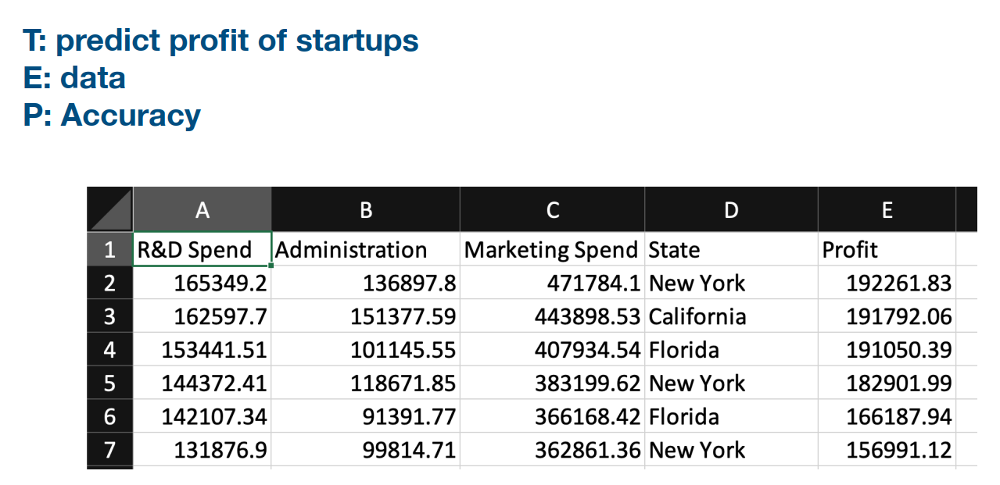 T: predict profit of startups
E: data
P: Accuracy
A B C D E
1 R&D Spend Administration Marketing Spend State Profit
2 165349.2 136897.8 471784.1 New York 192261.83
3 162597.7 151377.59 443898.53 California 191792.06
4 153441.51 101145.55 407934.54 Florida 191050.39
5 144372.41 118671.85 383199.62 New York 182901.99
6 142107.34 91391.77 366168.42 Florida 166187.94
7 131876.9 99814.71 362861.36 New York 156991.12